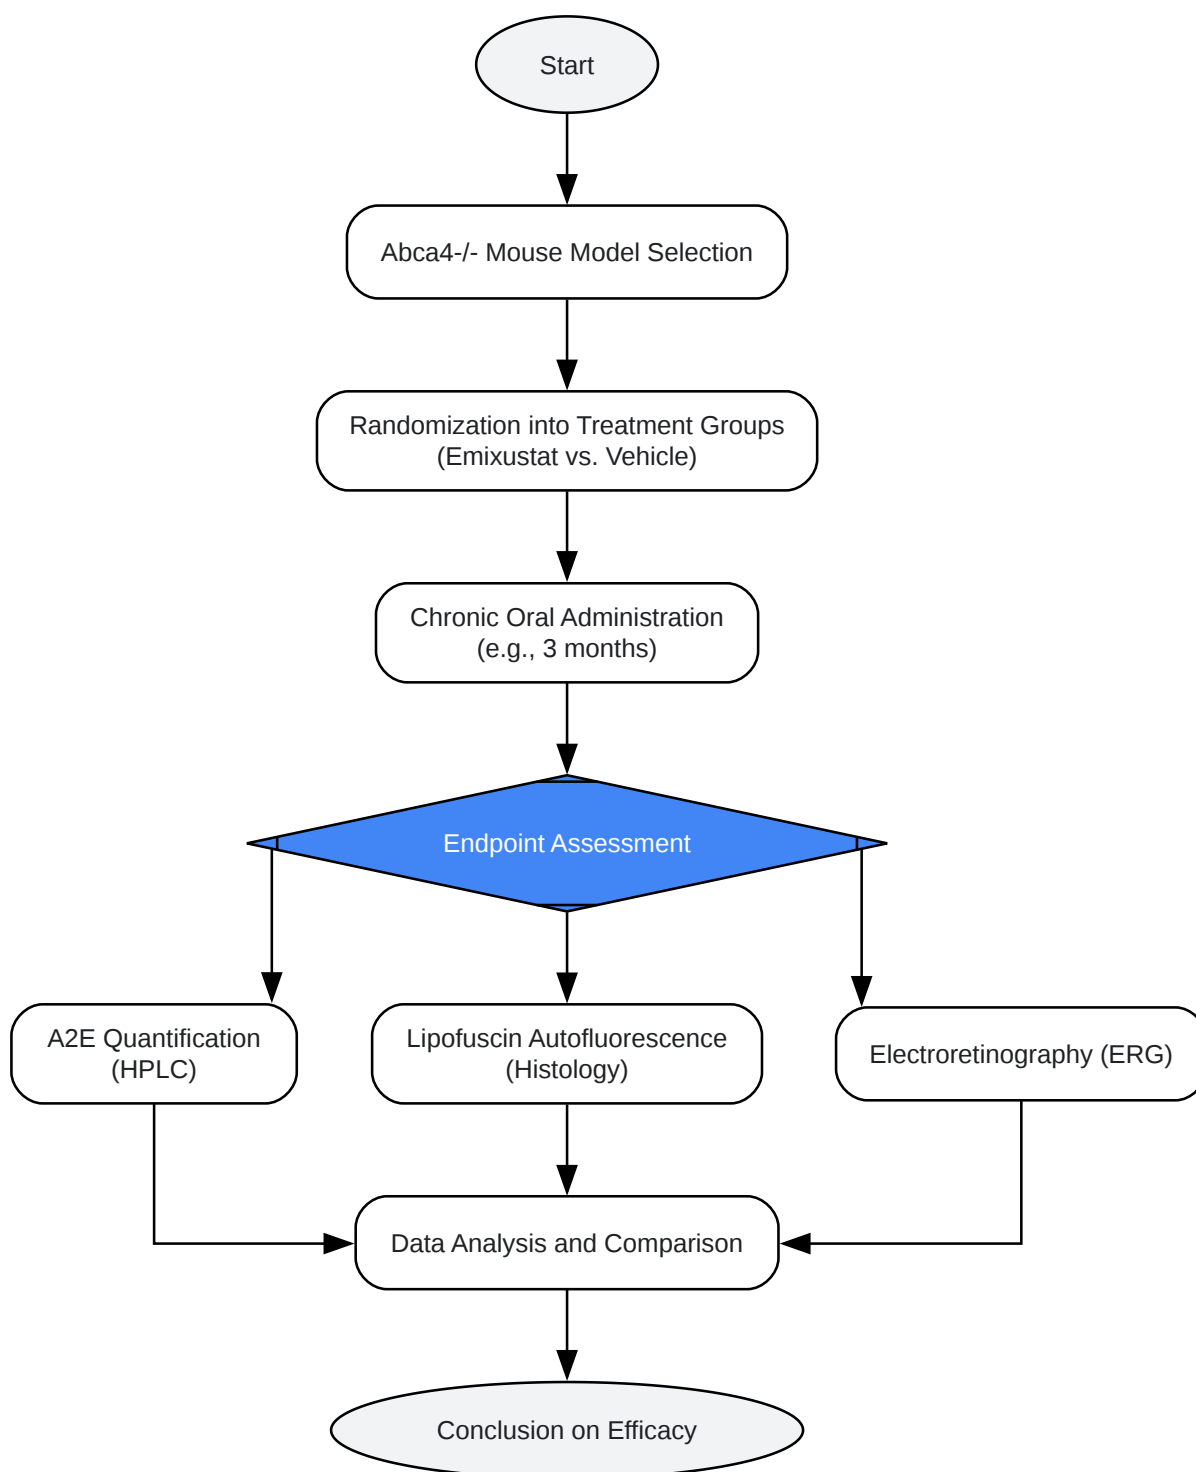 Start
Abca4-/- Mouse Model Selection
Randomization into Treatment Groups
(Emixustat vs. Vehicle)
Chronic Oral Administration
(e.g., 3 months)
Endpoint Assessment
A2E Quantification
(HPLC)
Lipofuscin Autofluorescence
(Histology)
Electroretinography (ERG)
Data Analysis and Comparison
Conclusion on Efficacy